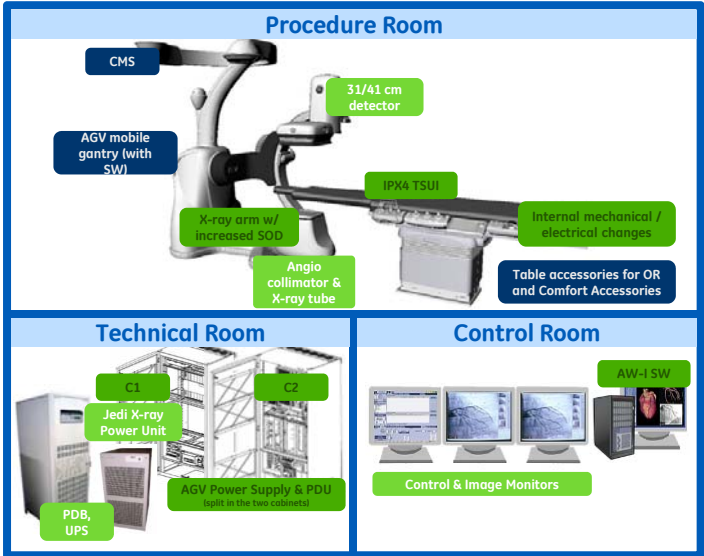 Procedure Room
CMS
31/41 cm
detector
AGV mobile
gantry (with
SW)
IPX4 TSUI
X-ray arm w/
increased SOD
Internal mechanical /
electrical changes
Angio
collimator &
X-ray tube
Table accessories for OR
and Comfort Accessories
Technical Room
C1
C2
Jedi X-ray
Power Unit
AGV Power Supply & PDU
(split in the two cabinets)
PDB,
UPS
Control Room
AW-I SW
Control & Image Monitors